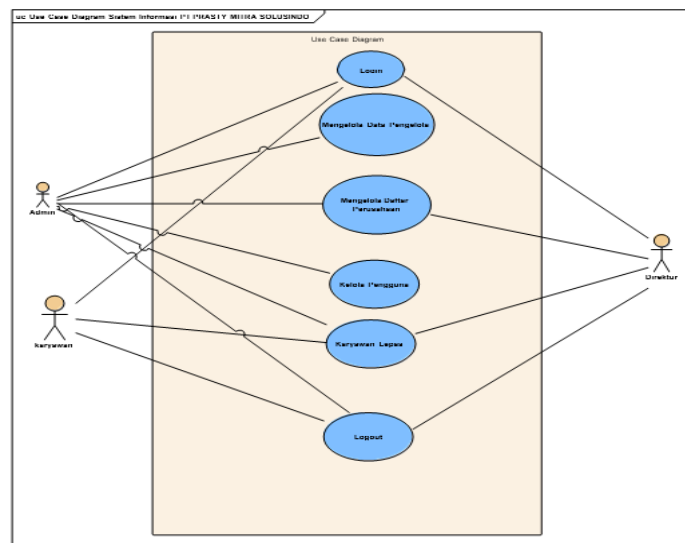 uc Use Case Diagram Sistem Informasi PT PRASTY MITRA SOLUSINDO
Use Case Diagram
Login
Mengelola Data Pengelola
Mengelola Daftar
Perusahaan
Admin
Direktur
Kelola Pengguna
karyawan
Karyawan Lepas
Logout